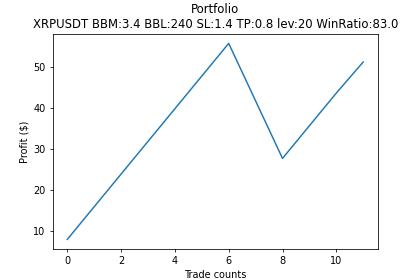 Portfolio
XRPUSDT BBM:3.4 BBL:240 SL:1.4 TP:0.8 lev:20 WinRatio:83.0
50
40
30
20
10
Profit ($)
0 2 4 6 8 10
Trade counts